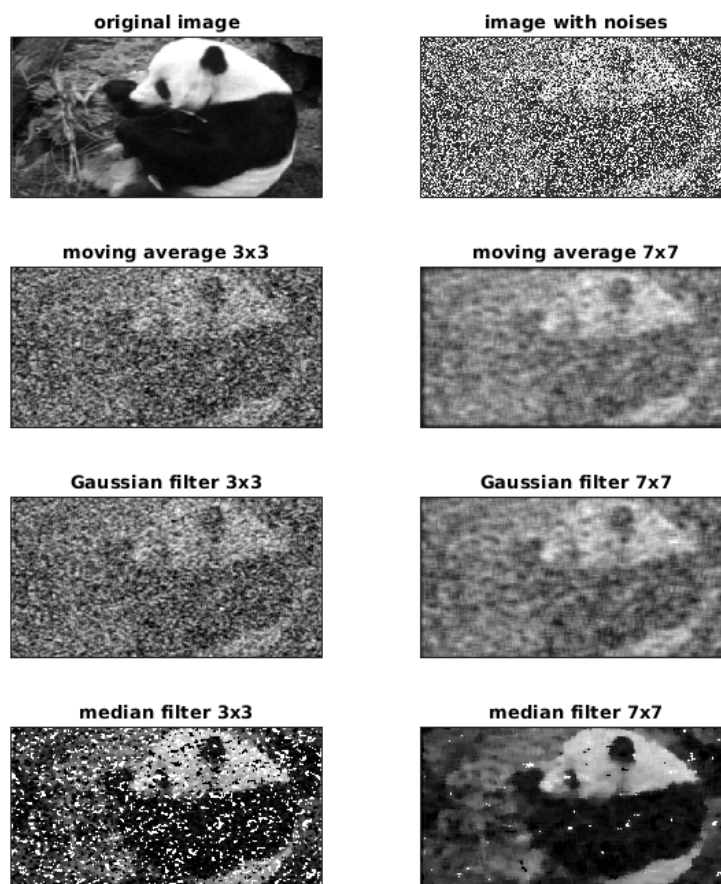 original image
image with noises
moving average 3x3
moving average 7x7
Gaussian filter 3x3
Gaussian filter 7x7
median filter 3x3
median filter 7x7